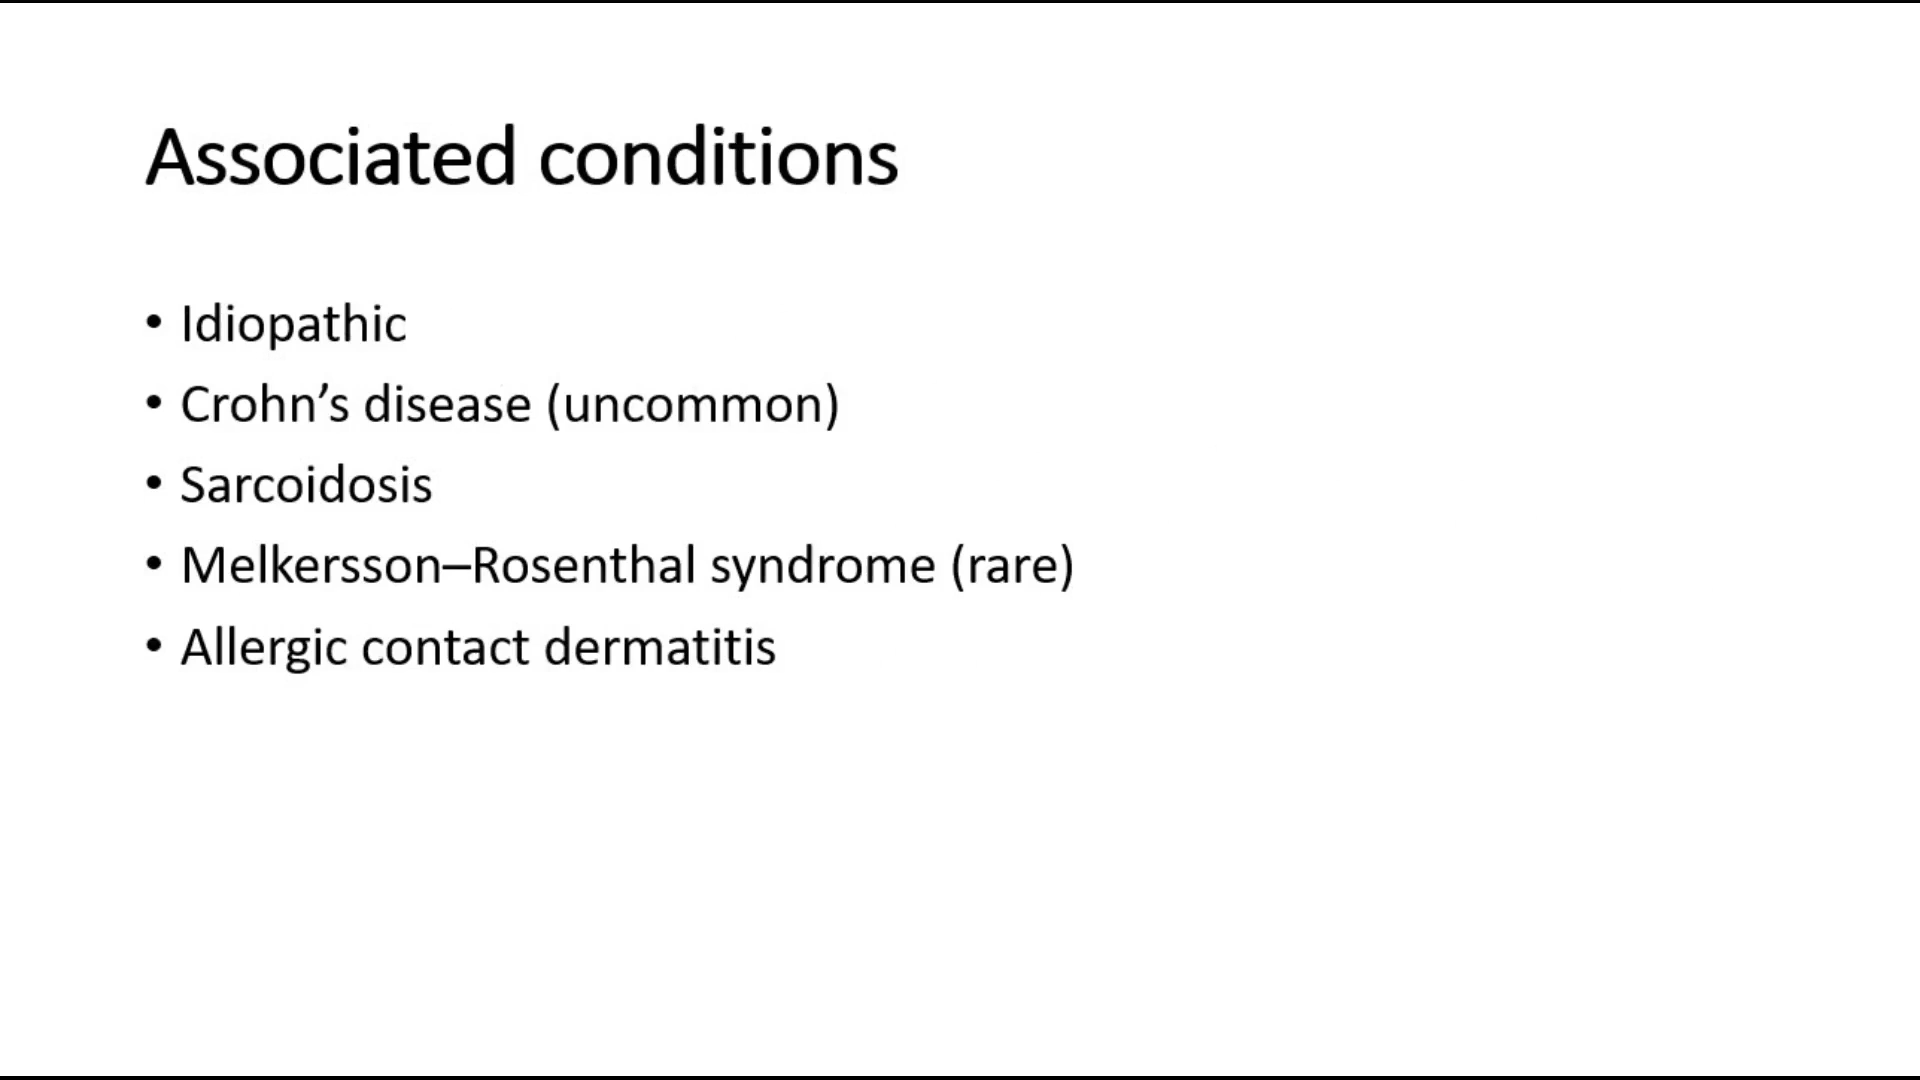 Associated conditions
• Idiopathic
• Crohn’s disease (uncommon)
• Sarcoidosis
• Melkersson–Rosenthal syndrome (rare)
• Allergic contact dermatitis